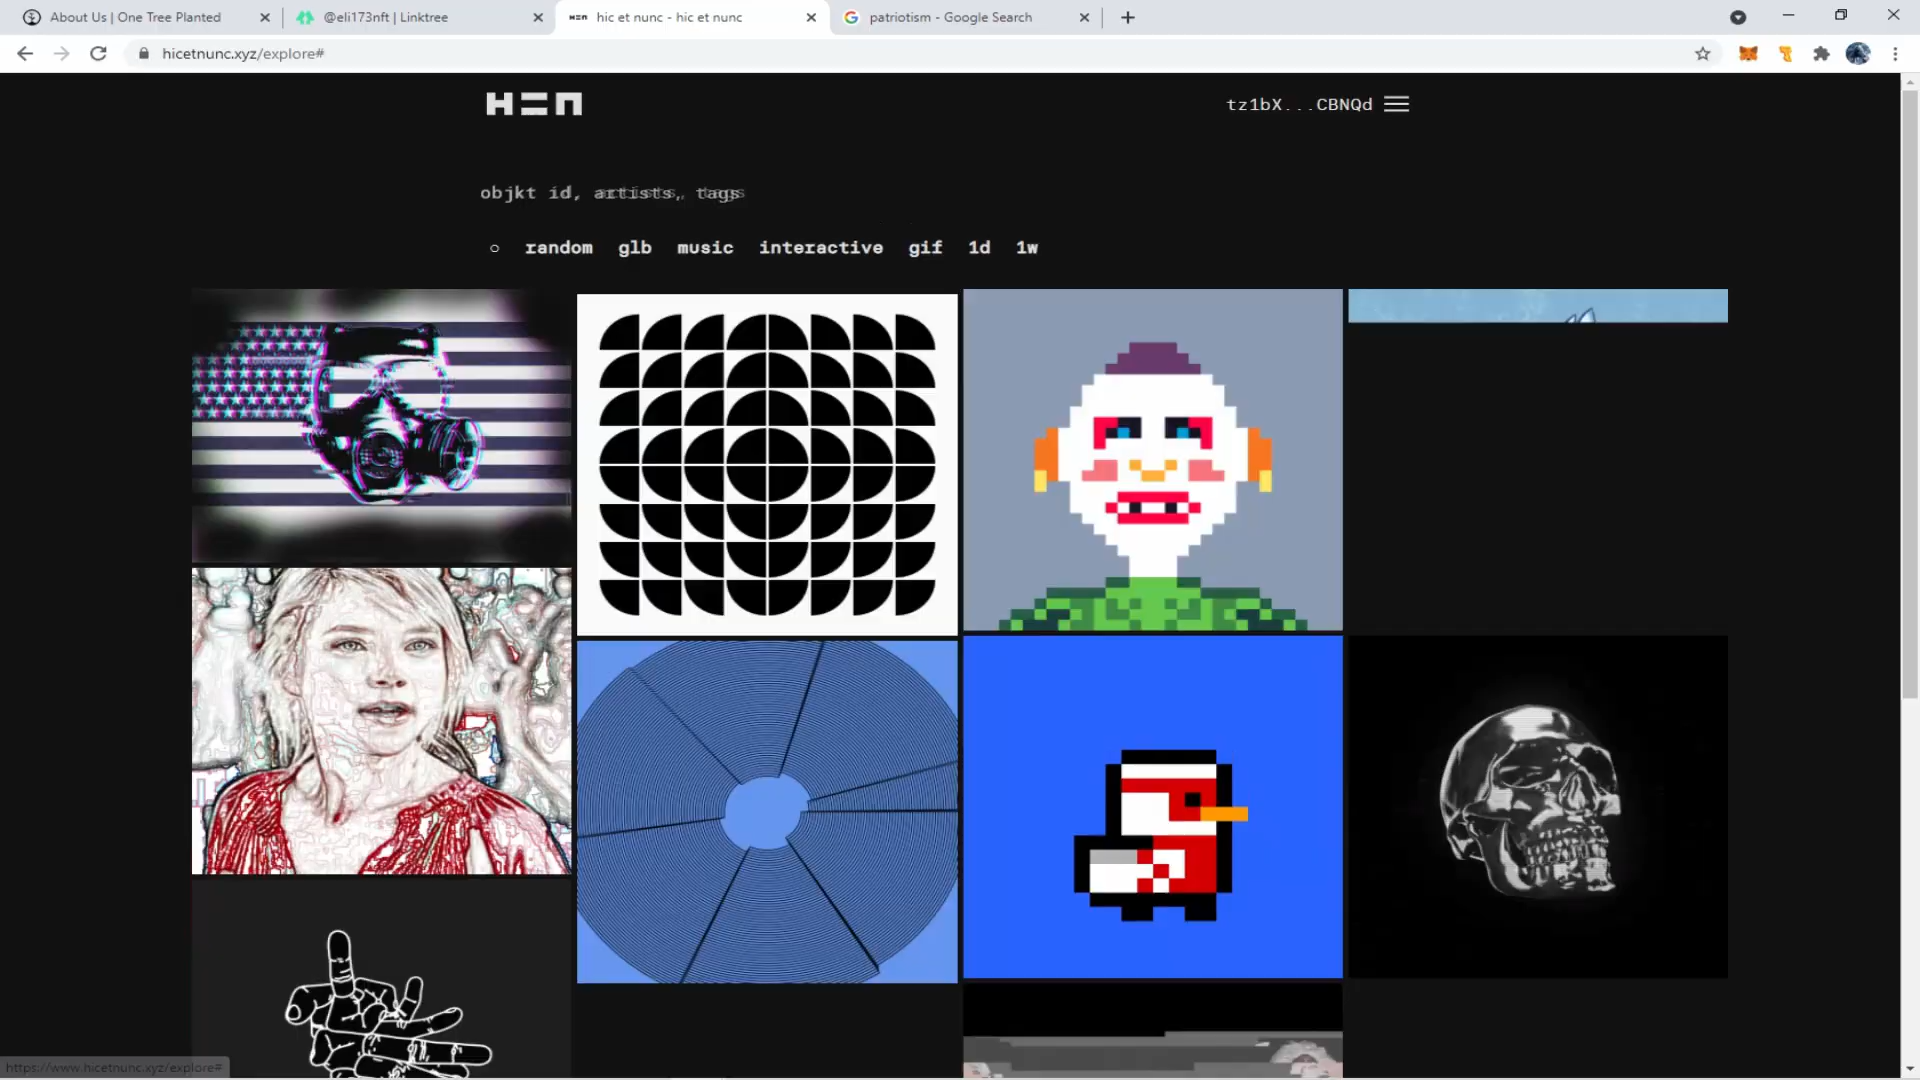 About Us | One Tree Planted
@eli173nft | Linktree
hic et nunc - hic et nunc
patriotism - Google Search
hicetnunc.xyz/explore#
tz1bX...CBNQd
objkt id, artists, tags
random glb music interactive gif 1d 1w
https://www.hicetnunc.xyz/explore#